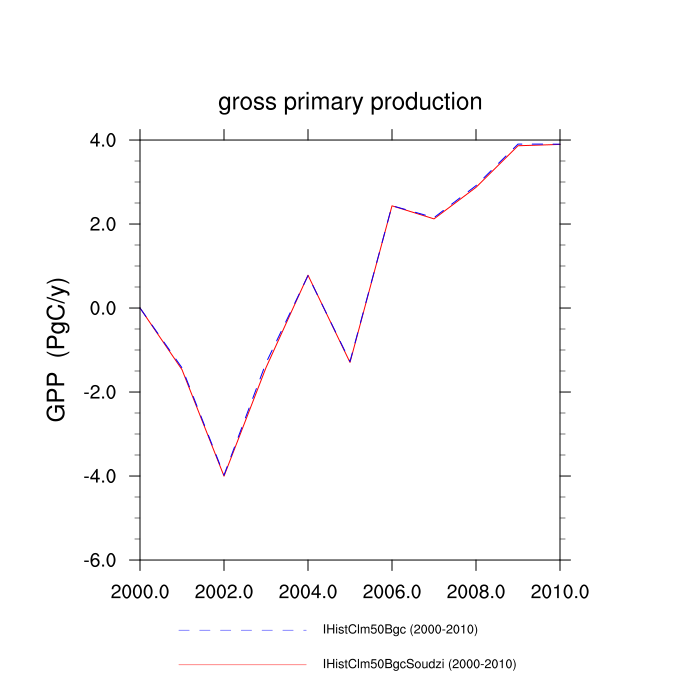 gross primary production
4.0
2.0
0.0
-2.0
-4.0
-6.0
GPP (PgC/y)
2000.0 2002.0 2004.0 2006.0 2008.0 2010.0
IHistClm50Bgc (2000-2010)
IHistClm50BgcSoudzi (2000-2010)